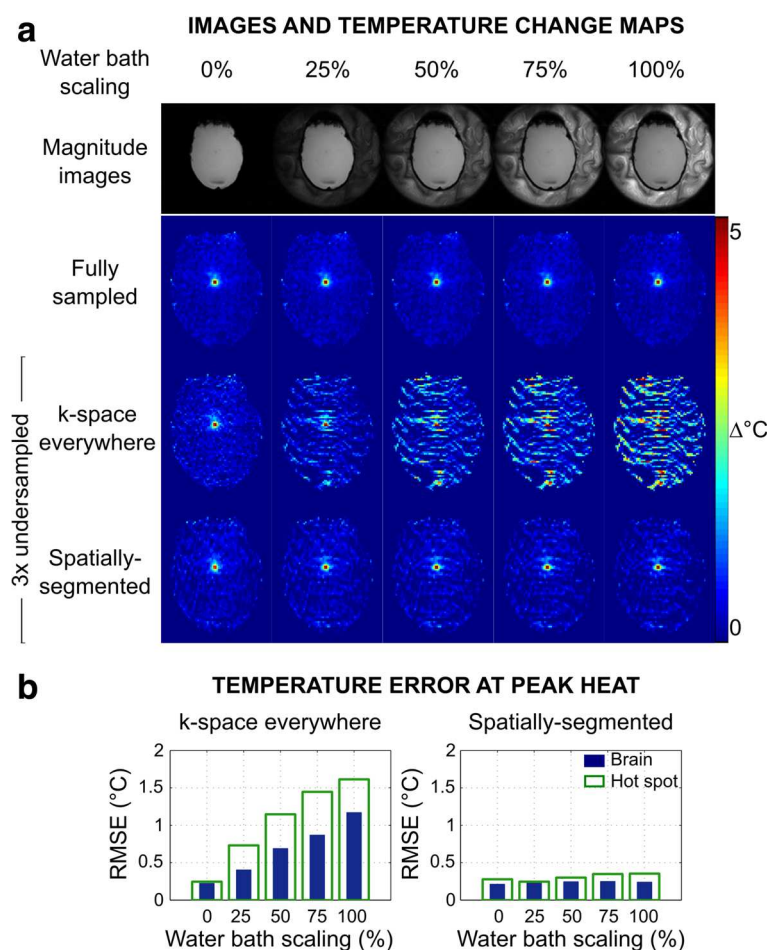 a
IMAGES AND TEMPERATURE CHANGE MAPS
Water bath
scaling
0% 25% 50% 75% 100%
Magnitude
images
Fully
sampled
3x undersampled
k-space
everywhere
Spatially-
segmented
5
Δ°C
0
b
TEMPERATURE ERROR AT PEAK HEAT
k-space everywhere
RMSE (°C)
2
1.5
1
0.5
0
0 25 50 75 100
Water bath scaling (%)
Spatially-segmented
Brain
Hot spot
RMSE (°C)
2
1.5
1
0.5
0
0 25 50 75 100
Water bath scaling (%)